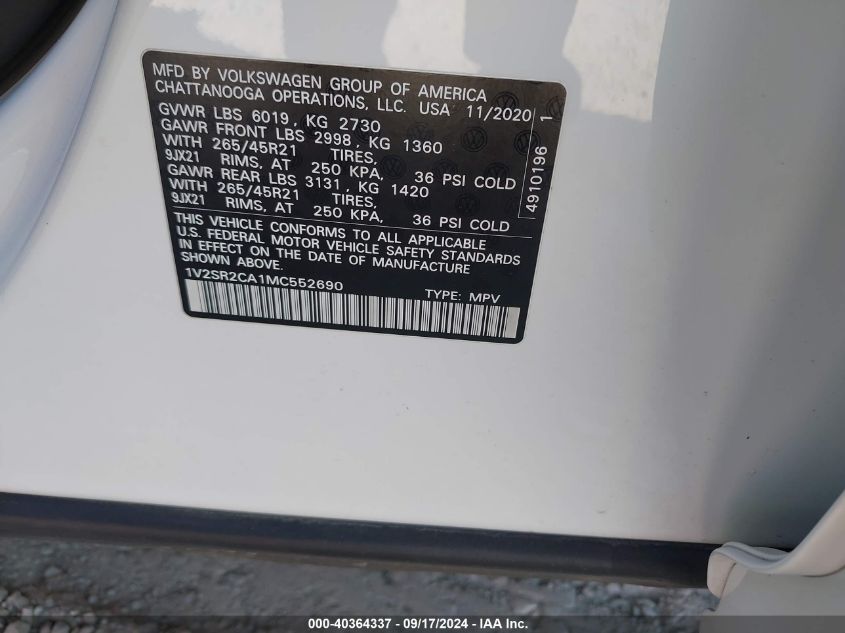 MFD BY VOLKSWAGEN GROUP OF AMERICA
CHATTANOOGA OPERATIONS, LLC. USA 11/2020
GVWR LBS 6019, KG 2730
GAWR FRONT LBS 2998, KG 1360
WITH 265/45R21 TIRES,
9JX21 RIMS, AT 250 KPA, 36 PSI COLD
GAWR REAR LBS 3131, KG 1420
WITH 265/45R21 TIRES,
9JX21 RIMS, AT 250 KPA, 36 PSI COLD
THIS VEHICLE CONFORMS TO ALL APPLICABLE
U.S. FEDERAL MOTOR VEHICLE SAFETY STANDARDS
IN EFFECT ON THE DATE OF MANUFACTURE
SHOWN ABOVE.
1V2SR2CA1MC552690 TYPE: MPV
4910196 1
000-40364337 - 09/17/2024 - IAA Inc.